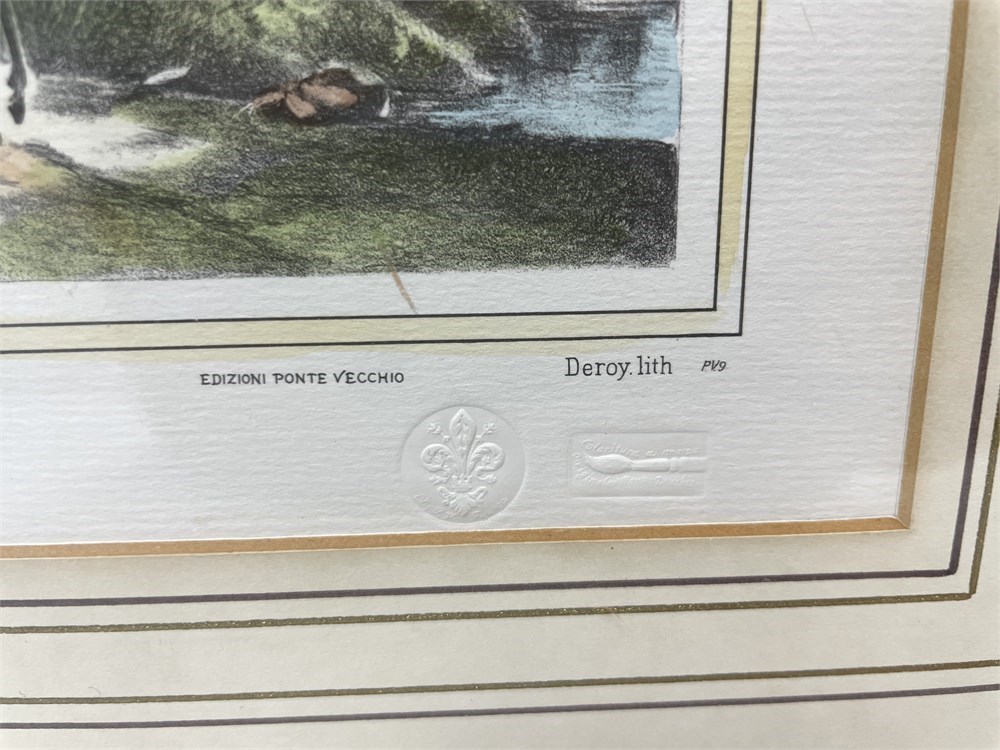 EDIZIONI PONTE VECCHIO
Deroy. lith
PV9